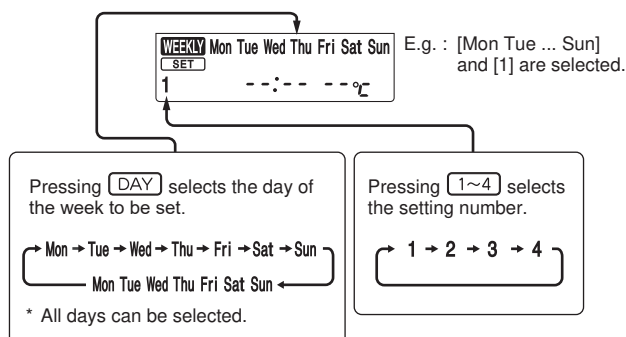 WEEKLY Mon Tue Wed Thu Fri Sat Sun
SET
1 --:-- --°C
E.g. : [Mon Tue ... Sun]
and [1] are selected.
Pressing DAY selects the day of
the week to be set.
Mon → Tue → Wed → Thu → Fri → Sat → Sun
Mon Tue Wed Thu Fri Sat Sun
* All days can be selected.
Pressing 1~4 selects
the setting number.
1 → 2 → 3 → 4